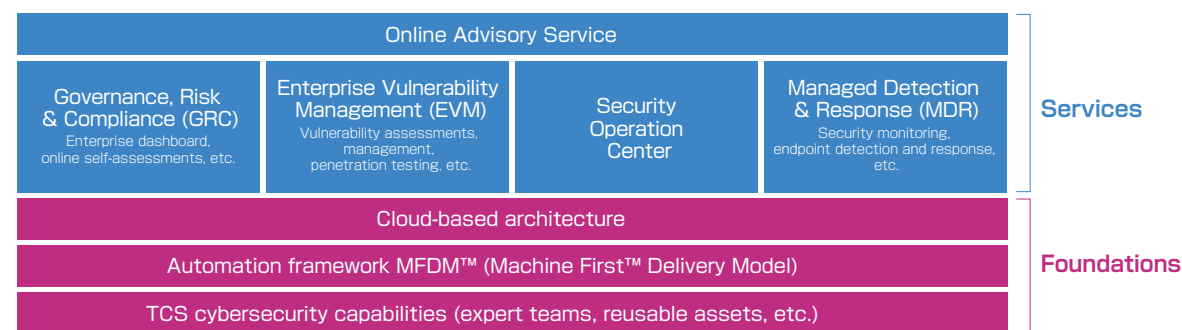 Online Advisory Service
Governance, Risk
& Compliance (GRC)
Enterprise dashboard,
online self-assessments, etc.
Enterprise Vulnerability
Management (EVM)
Vulnerability assessments,
management,
penetration testing, etc.
Security
Operation
Center
Managed Detection
& Response (MDR)
Security monitoring,
endpoint detection and response,
etc.
Services
Cloud-based architecture
Automation framework MFDM™ (Machine First™ Delivery Model)
TCS cybersecurity capabilities (expert teams, reusable assets, etc.)
Foundations